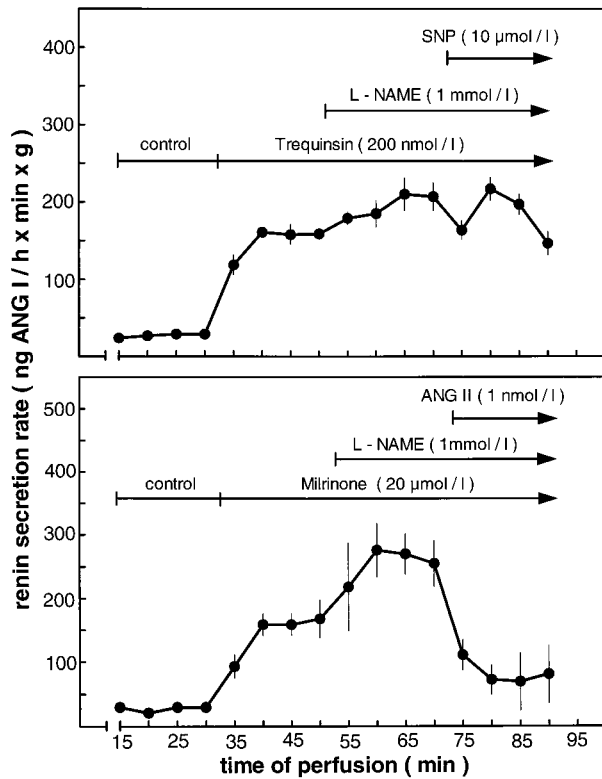 renin secretion rate ( ng ANG I / h x min x g )
400
300
200
100
SNP ( 10 µmol / l )
L - NAME ( 1 mmol / l )
control
Trequinsin ( 200 nmol / l )
500
400
300
200
100
ANG II ( 1 nmol / l )
L - NAME ( 1mmol / l )
control
Milrinone ( 20 µmol / l )
15 25 35 45 55 65 75 85 95
time of perfusion ( min )